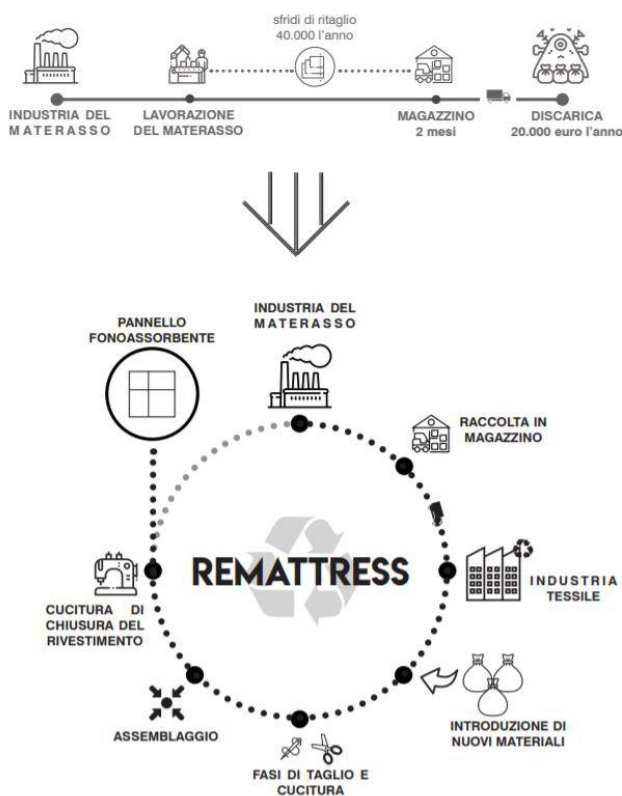 sfridi di ritaglio
40.000 l'anno
INDUSTRIA DEL
MATERASSO
LAVORAZIONE
DEL MATERASSO
MAGAZZINO
2 mesi
DISCARICA
20.000 euro l'anno
INDUSTRIA DEL
MATERASSO
PANNELLO
FONOASSORBENTE
RACCOLTA IN
MAGAZZINO
REMATTRESS
INDUSTRIA
TESSILE
CUCITURA DI
CHIUSURA DEL
RIVESTIMENTO
INTRODUZIONE DI
NUOVI MATERIALI
ASSEMBLAGGIO
FASI DI TAGLIO E
CUCITURA